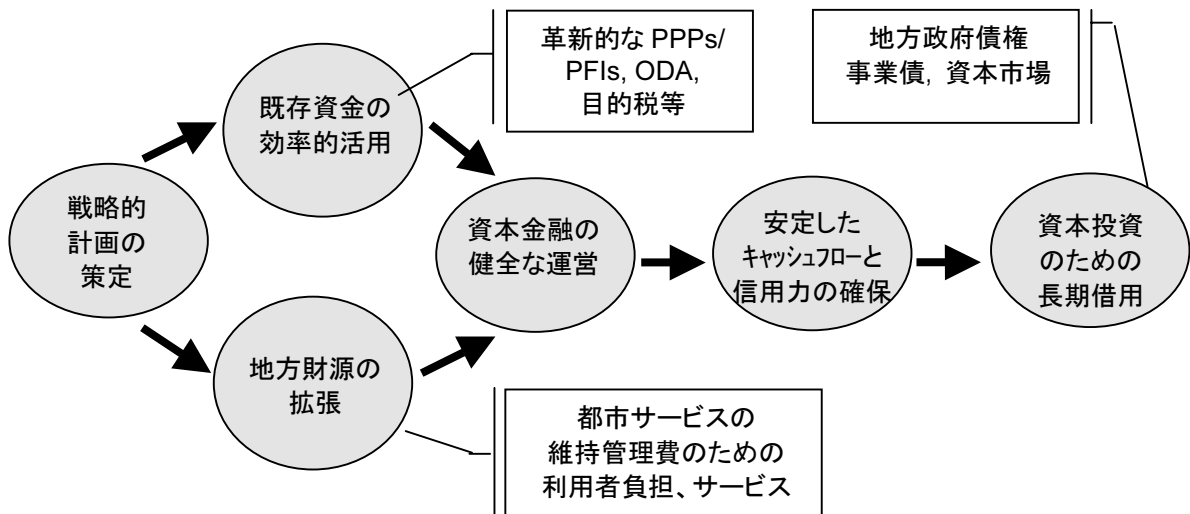 革新的な PPPs/
PFIs, ODA,
目的税等
地方政府債権
事業債, 資本市場
既存資金の
効率的活用
戦略的
計画の
策定
資本金融の
健全な運営
安定した
ｷｬｯｼｭﾌﾛｰと
信用力の確保
資本投資
のための
長期借用
地方財源の
拡張
都市サービスの
維持管理費のための
利用者負担、サービス